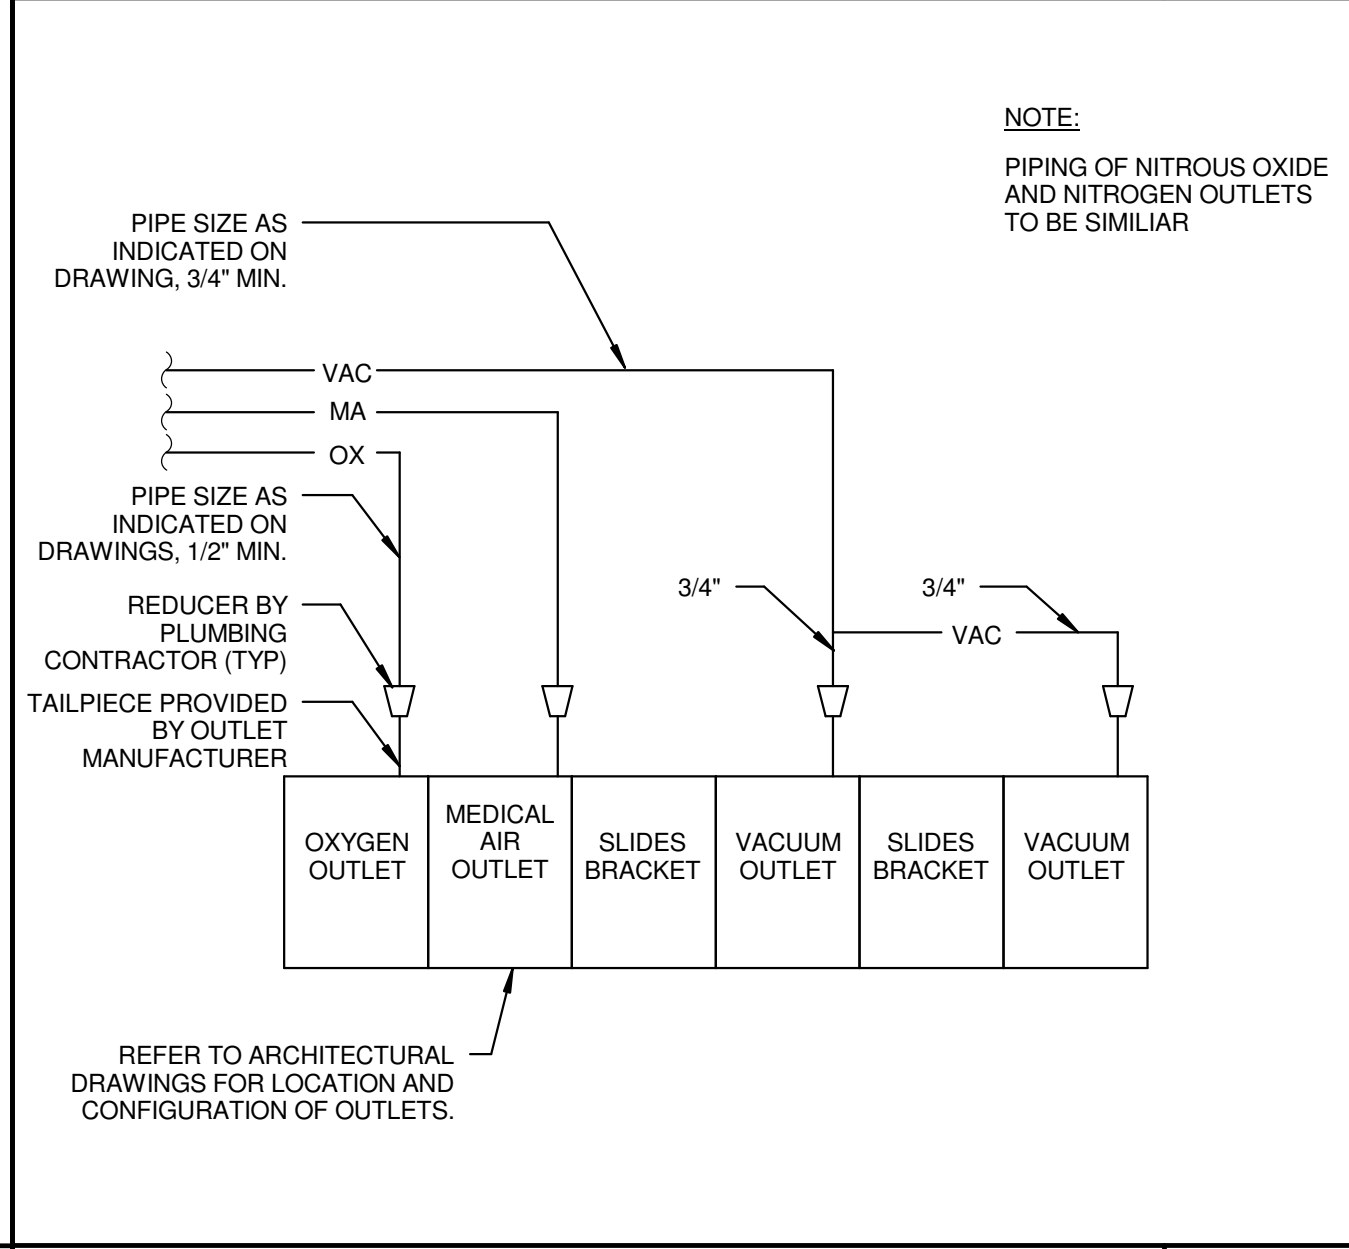 NOTE:
PIPING OF NITROUS OXIDE
AND NITROGEN OUTLETS
TO BE SIMILIAR
PIPE SIZE AS
INDICATED ON
DRAWING, 3/4" MIN.
VAC
MA
OX
PIPE SIZE AS
INDICATED ON
DRAWINGS, 1/2" MIN.
3/4"
3/4"
VAC
REDUCER BY
PLUMBING
CONTRACTOR (TYP)
TAILPIECE PROVIDED
BY OUTLET
MANUFACTURER
OXYGEN
OUTLET
MEDICAL
AIR
OUTLET
SLIDES
BRACKET
VACUUM
OUTLET
SLIDES
BRACKET
VACUUM
OUTLET
REFER TO ARCHITECTURAL
DRAWINGS FOR LOCATION AND
CONFIGURATION OF OUTLETS.